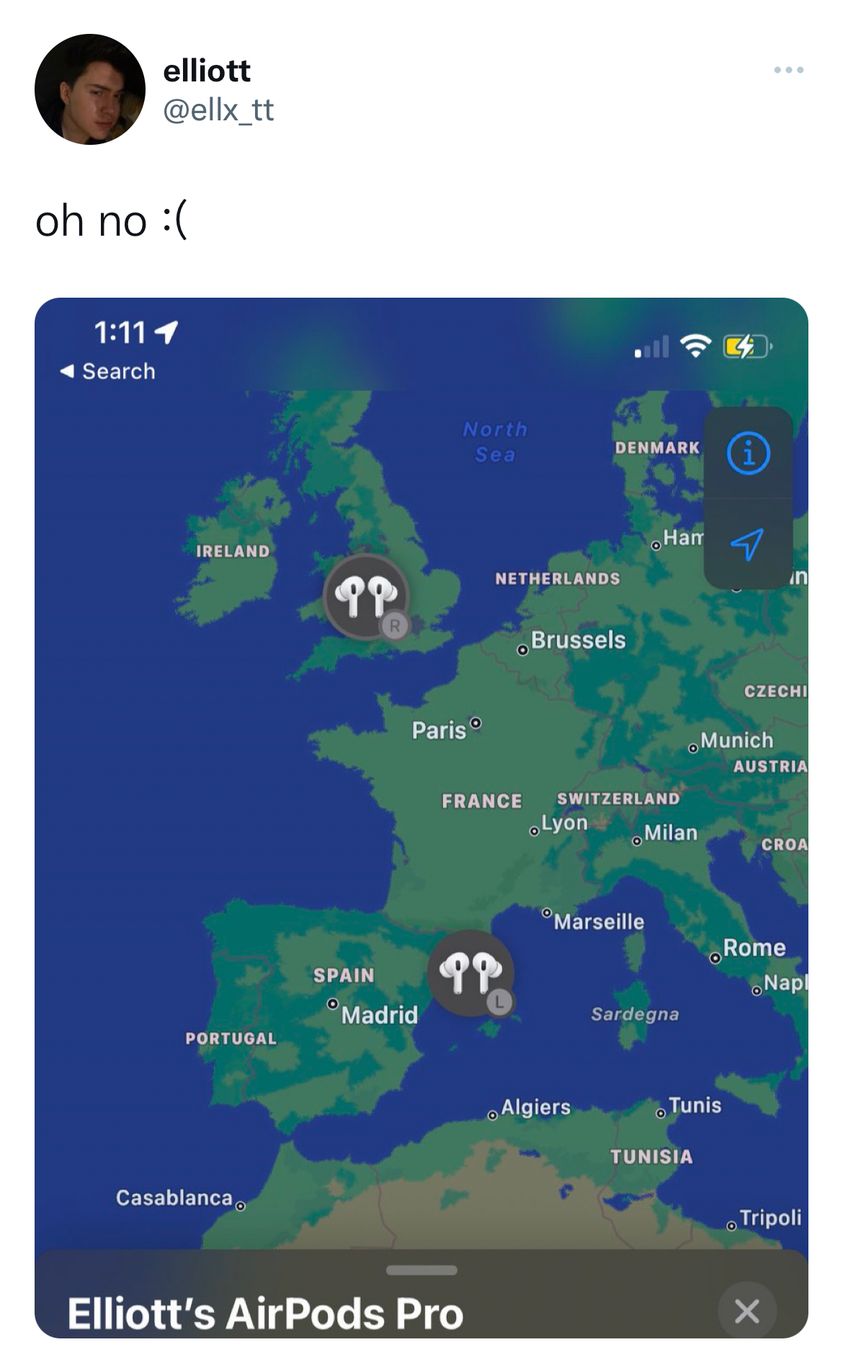 elliott
@ellx_tt
oh no :(
1:11
◀ Search
North
Sea
DENMARK
IRELAND
Ham
NETHERLANDS
in
R
Brussels
CZECHI
Paris
Munich
AUSTRIA
FRANCE
SWITZERLAND
Lyon
Milan
CROA
Marseille
Rome
SPAIN
L
Napl
Madrid
Sardegna
PORTUGAL
Algiers
Tunis
TUNISIA
Casablanca
Tripoli
Elliott’s AirPods Pro